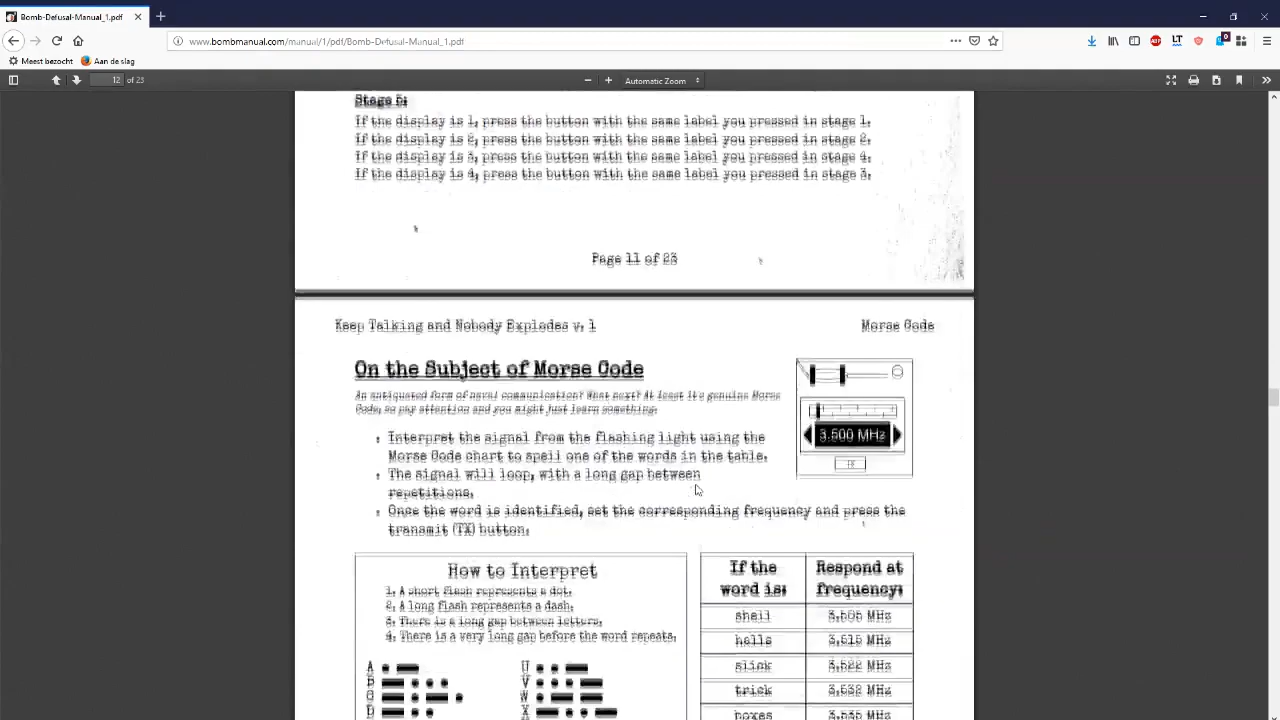 Bomb-Defusal-Manual_1.pdf
www.bombmanual.com/manual/1/pdf/Bomb-Defusal-Manual_1.pdf
Meest bezocht Aan de slag
12 of 23 Automatic Zoom
Stage 5:
If the display is 1, press the button with the same label you pressed in stage 1.
If the display is 2, press the button with the same label you pressed in stage 2.
If the display is 3, press the button with the same label you pressed in stage 4.
If the display is 4, press the button with the same label you pressed in stage 3.
Page 11 of 23
Keep Talking and Nobody Explodes v. 1 Morse Code
On the Subject of Morse Code
An antiquated form of naval communication? What next? At least it's genuine Morse
Code, so pay attention and you might just learn something.
3.500 MHz
TX
Interpret the signal from the flashing light using the
Morse Code chart to spell one of the words in the table.
The signal will loop, with a long gap between
repetitions.
Once the word is identified, set the corresponding frequency and press the
transmit (TX) button.
How to Interpret
1. A short flash represents a dot.
2. A long flash represents a dash.
3. There is a long gap between letters.
4. There is a very long gap before the word repeats.
A U
B V
C W
D X
If the word is: Respond at frequency:
shell 3.505 MHz
halls 3.515 MHz
slick 3.522 MHz
trick 3.532 MHz
boxes 3.535 MHz